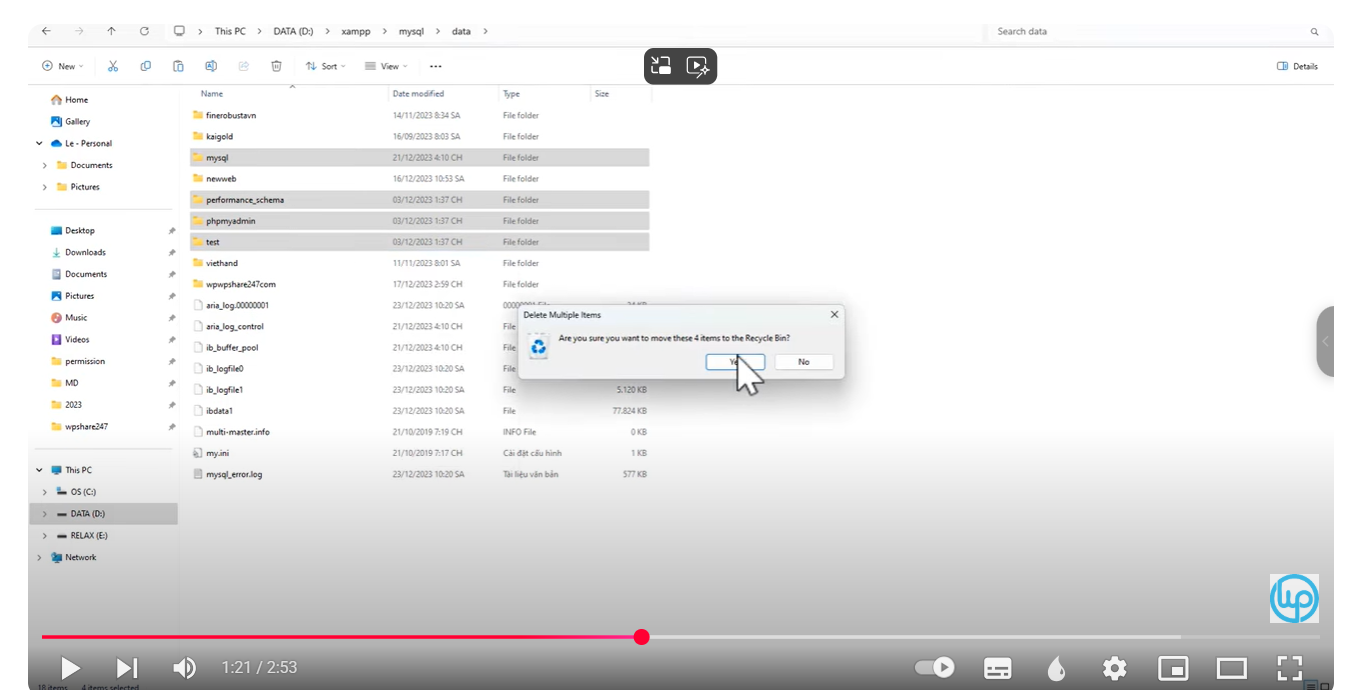 This PC > DATA (D:) > xampp > mysql > data >
Search data
New
Sort
View
Details
Name Date modified Type Size
Home
Gallery
Le - Personal
Documents
Pictures
Desktop
Downloads
Documents
Pictures
Music
Videos
permission
MD
2023
wpshare247
This PC
OS (C:)
DATA (D:)
RELAX (E:)
Network
finerobustavn 14/11/2023 8:34 SA File folder
kaigold 16/09/2023 8:03 SA File folder
mysql 21/12/2023 4:10 CH File folder
newweb 16/12/2023 10:53 SA File folder
performance_schema 03/12/2023 1:37 CH File folder
phpmyadmin 03/12/2023 1:37 CH File folder
test 03/12/2023 1:37 CH File folder
viethand 11/11/2023 8:01 SA File folder
wpwpshare247com 17/12/2023 2:59 CH File folder
aria_log.00000001 23/12/2023 10:20 SA
aria_log_control 21/12/2023 4:10 CH File
ib_buffer_pool 21/12/2023 4:10 CH File
ib_logfile0 23/12/2023 10:20 SA File
ib_logfile1 23/12/2023 10:20 SA File 5.120 KB
ibdata1 23/12/2023 10:20 SA File 77.824 KB
multi-master.info 21/10/2019 7:19 CH INFO File 0 KB
my.ini 21/10/2019 7:17 CH Cài đặt cấu hình 1 KB
mysql_error.log 23/12/2023 10:20 SA Tài liệu văn bản 577 KB
Delete Multiple Items
Are you sure you want to move these 4 items to the Recycle Bin?
No
wp
1:21 / 2:53
18 items 4 items selected